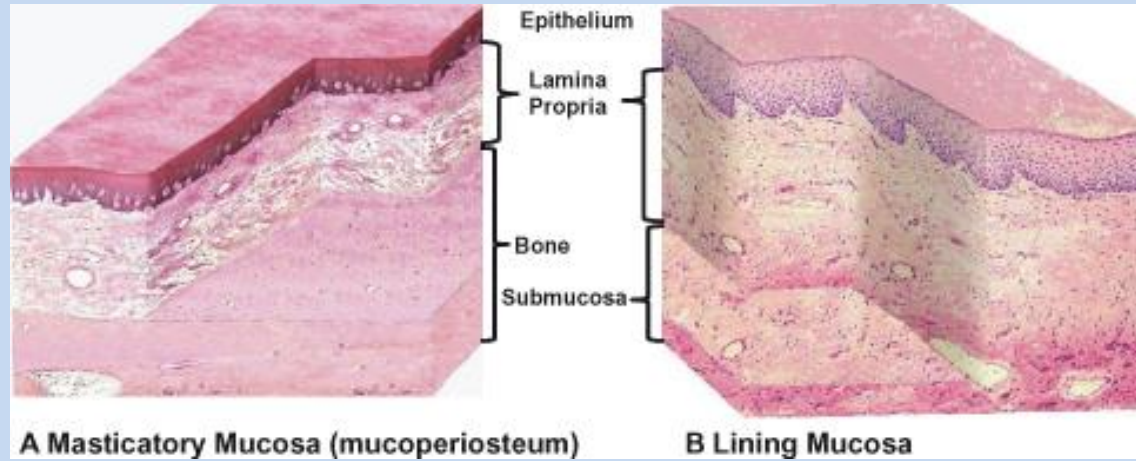 Epithelium
Lamina
Propria
Bone
Submucosa
A Masticatory Mucosa (mucoperiosteum)
B Lining Mucosa